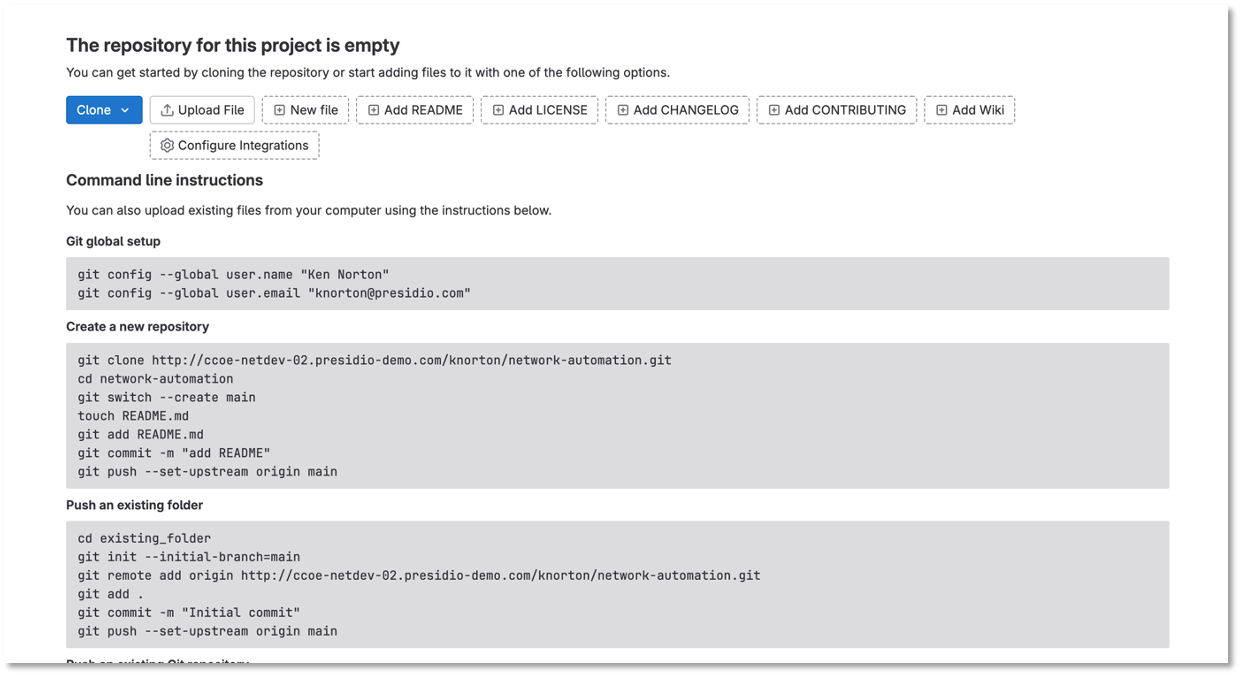 The repository for this project is empty
You can get started by cloning the repository or start adding files to it with one of the following options.
Clone Upload File New file Add README Add LICENSE Add CHANGELOG Add CONTRIBUTING Add Wiki
Configure Integrations
Command line instructions
You can also upload existing files from your computer using the instructions below.
Git global setup
git config --global user.name "Ken Norton"
git config --global user.email "knorton@presidio.com"
Create a new repository
git clone http://ccoe-netdev-02.presidio-demo.com/knorton/network-automation.git
cd network-automation
git switch --create main
touch README.md
git add README.md
git commit -m "add README"
git push --set-upstream origin main
Push an existing folder
cd existing_folder
git init --initial-branch=main
git remote add origin http://ccoe-netdev-02.presidio-demo.com/knorton/network-automation.git
git add .
git commit -m "Initial commit"
git push --set-upstream origin main
Push an existing Git repository